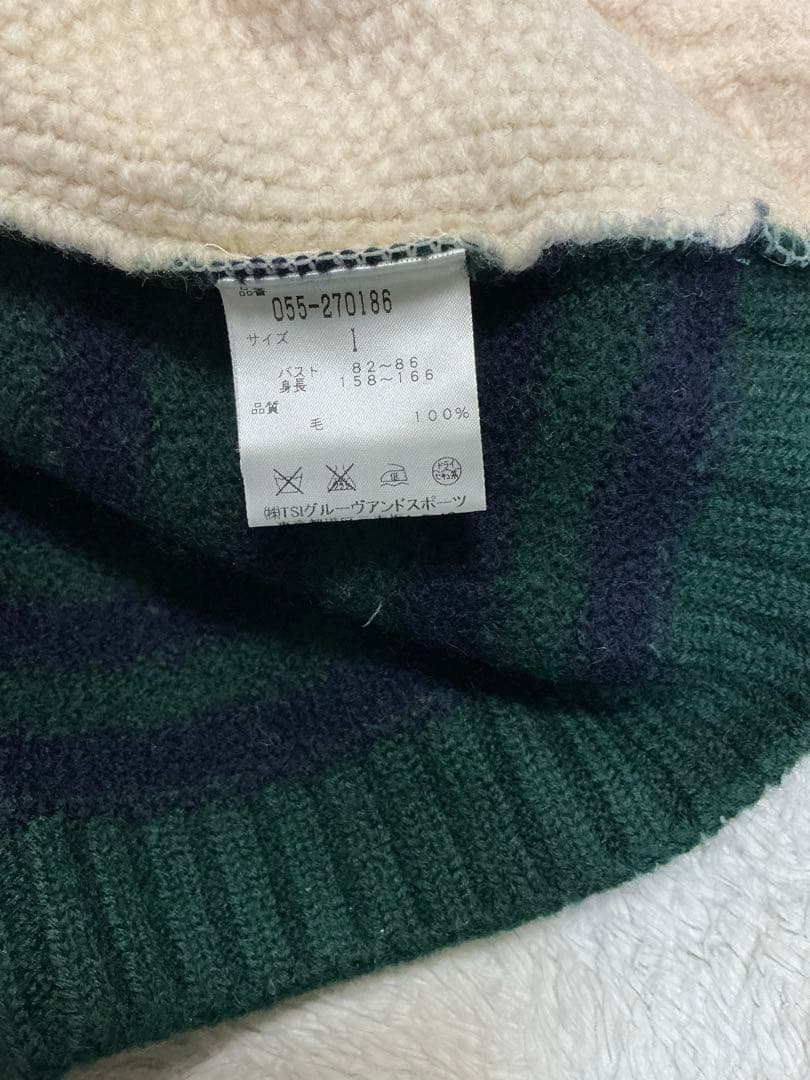 品番
055-270186
サイズ 1
バスト 82~86
身長 158~166
品質
毛 100%
(株)TSIグルーヴアンドスポーツ